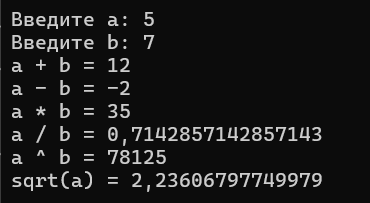 Введите a: 5
Введите b: 7
a + b = 12
a - b = -2
a * b = 35
a / b = 0,7142857142857143
a ^ b = 78125
sqrt(a) = 2,23606797749979